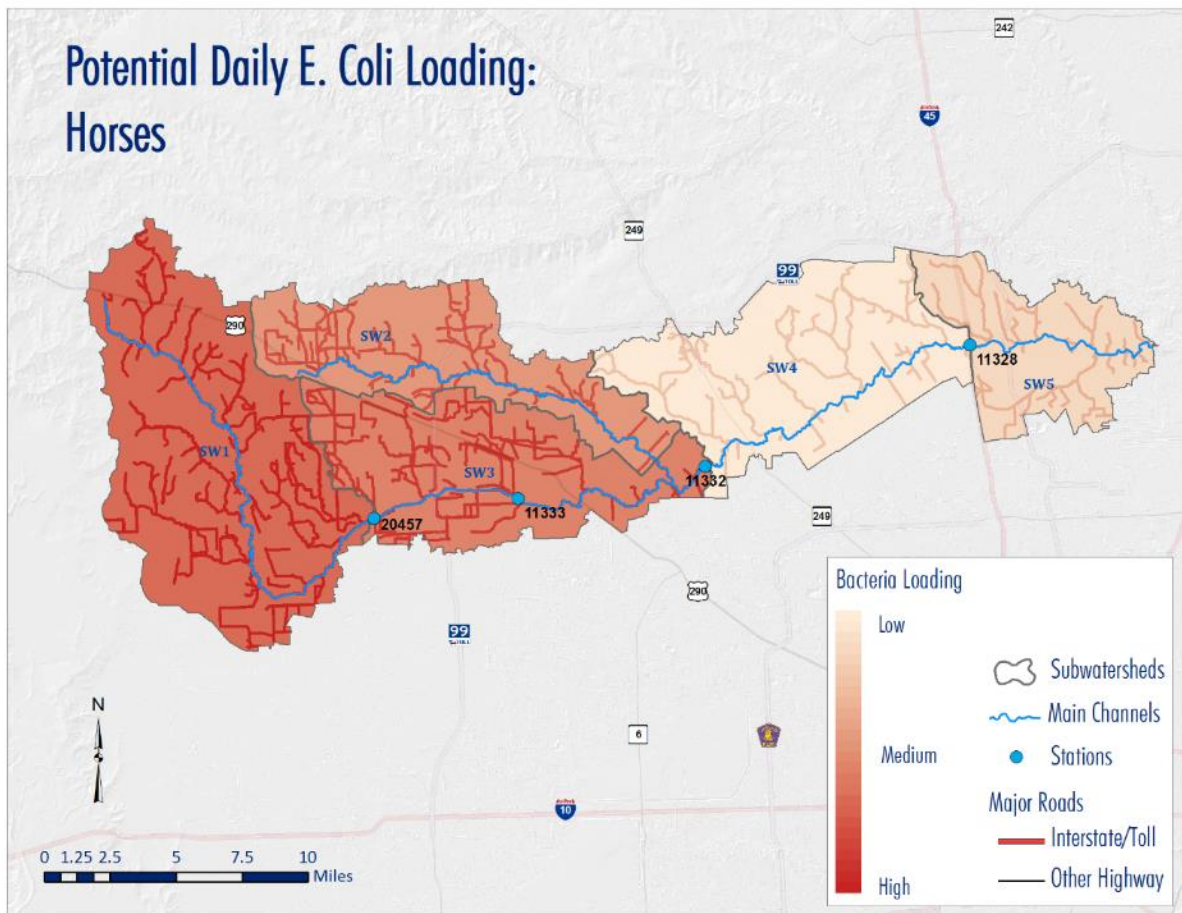 Potential Daily E. Coli Loading:
Horses
242
45
249
99
290
SW2
SW4
11328
SW5
SW1
SW3
11332
11333
20457
249
290
99
6
10
N
0 1.25 2.5 5 7.5 10
Miles
Bacteria Loading
Low
Medium
High
Subwatersheds
Main Channels
Stations
Major Roads
Interstate/Toll
Other Highway